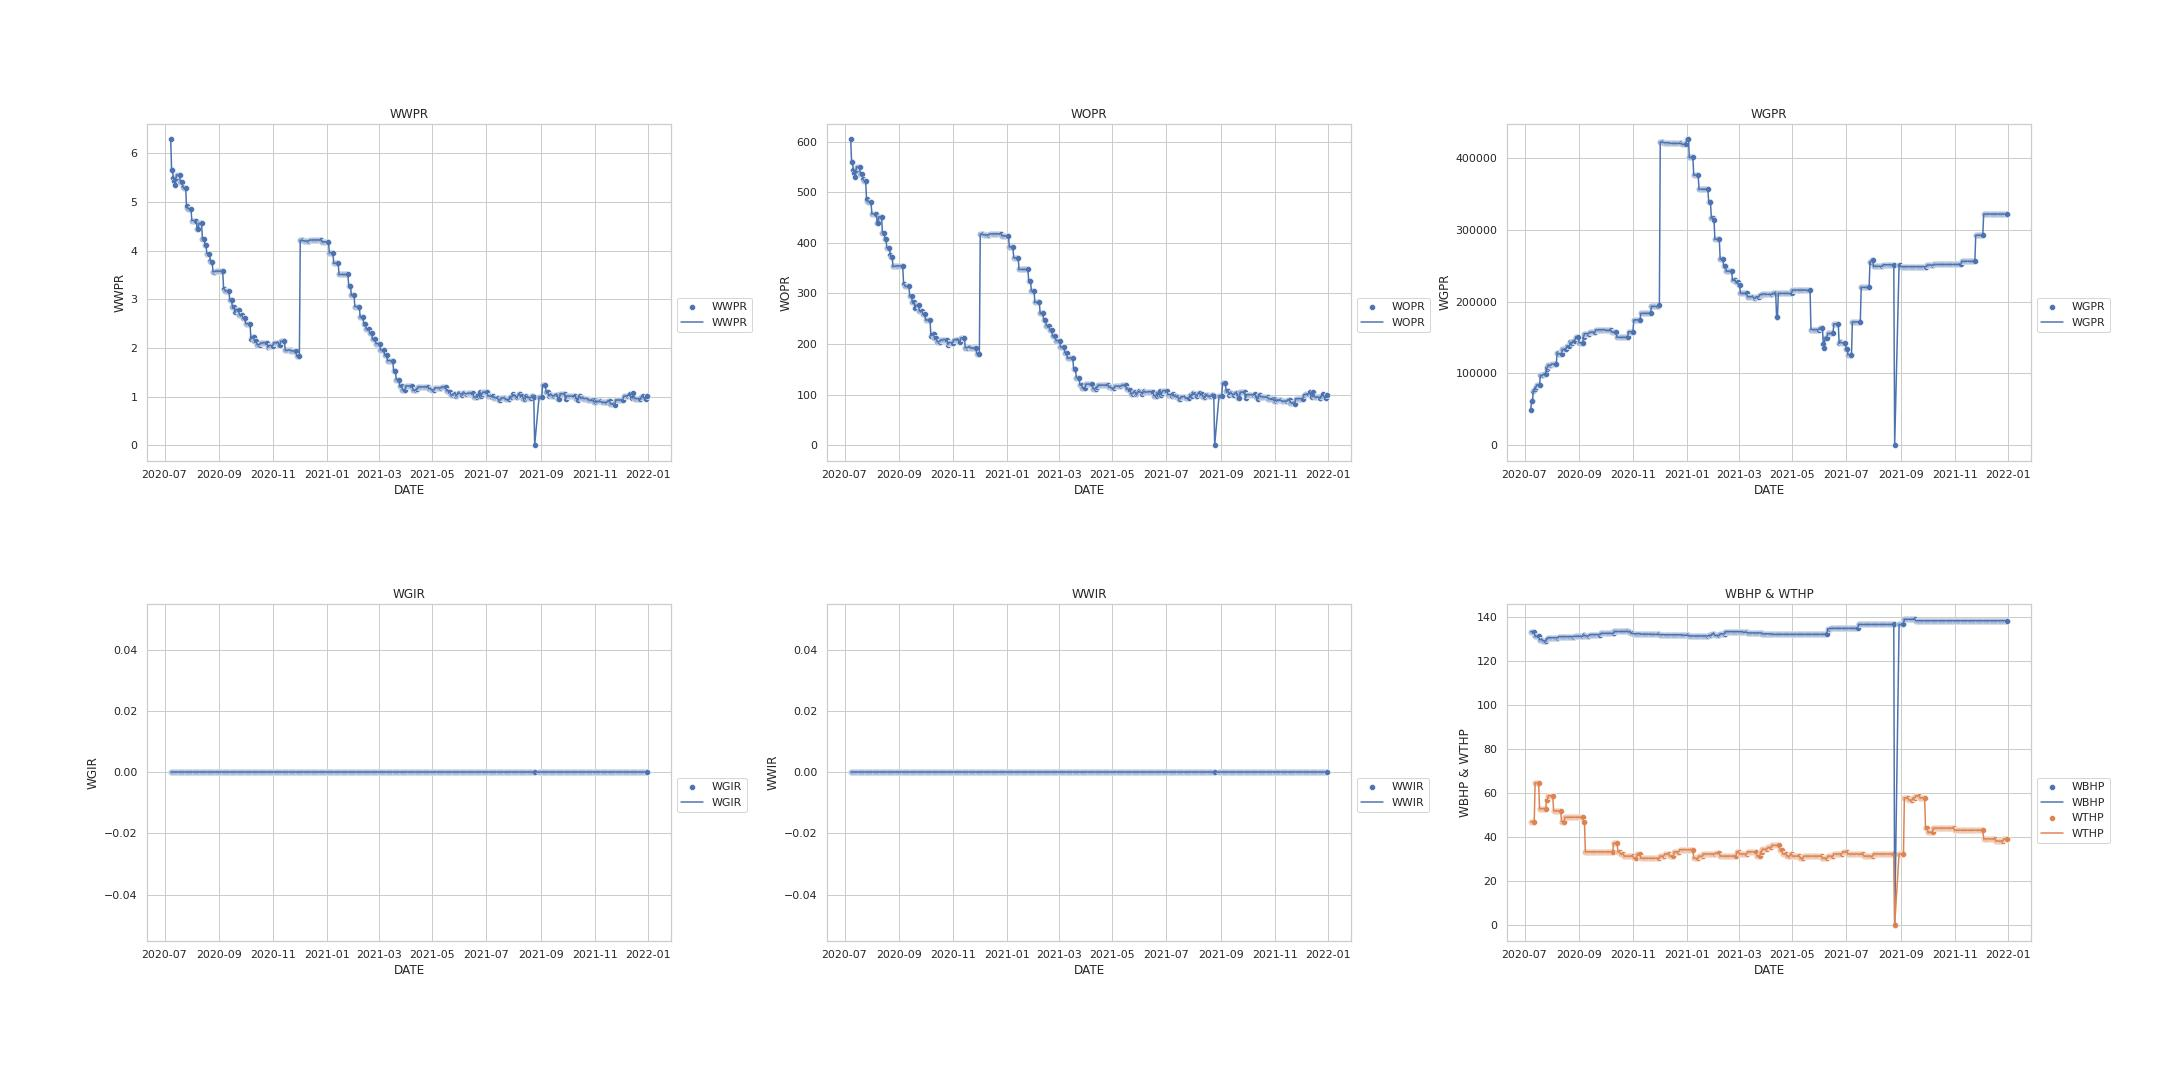 WWPR
WWPR
6
5
4
3
2
1
0
2020-07 2020-09 2020-11 2021-01 2021-03 2021-05 2021-07 2021-09 2021-11 2022-01
DATE
WWPR
WWPR
WOPR
WOPR
600
500
400
300
200
100
0
2020-07 2020-09 2020-11 2021-01 2021-03 2021-05 2021-07 2021-09 2021-11 2022-01
DATE
WOPR
WOPR
WGPR
WGPR
400000
300000
200000
100000
0
2020-07 2020-09 2020-11 2021-01 2021-03 2021-05 2021-07 2021-09 2021-11 2022-01
DATE
WGPR
WGPR
WGIR
WGIR
0.04
0.02
0.00
−0.02
−0.04
2020-07 2020-09 2020-11 2021-01 2021-03 2021-05 2021-07 2021-09 2021-11 2022-01
DATE
WGIR
WGIR
WWIR
WWIR
0.04
0.02
0.00
−0.02
−0.04
2020-07 2020-09 2020-11 2021-01 2021-03 2021-05 2021-07 2021-09 2021-11 2022-01
DATE
WWIR
WWIR
WBHP & WTHP
WBHP & WTHP
140
120
100
80
60
40
20
0
2020-07 2020-09 2020-11 2021-01 2021-03 2021-05 2021-07 2021-09 2021-11 2022-01
DATE
WBHP
WBHP
WTHP
WTHP